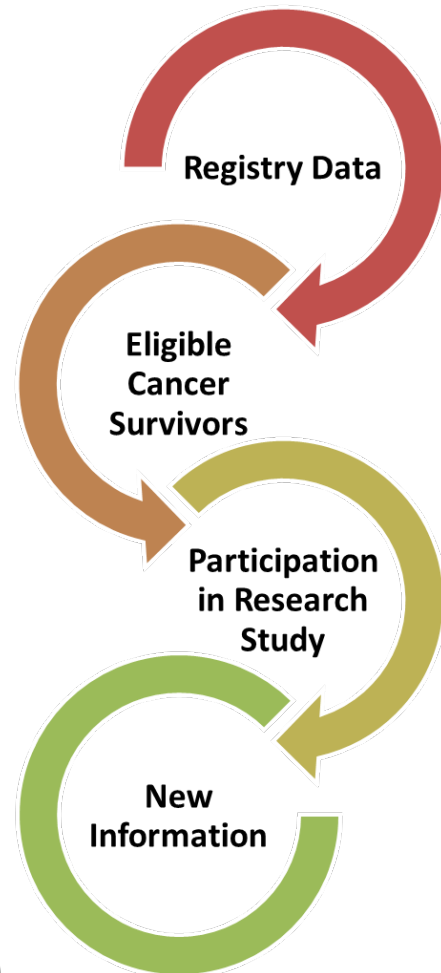 Registry Data
Eligible
Cancer
Survivors
Participation
in Research
Study
New
Information